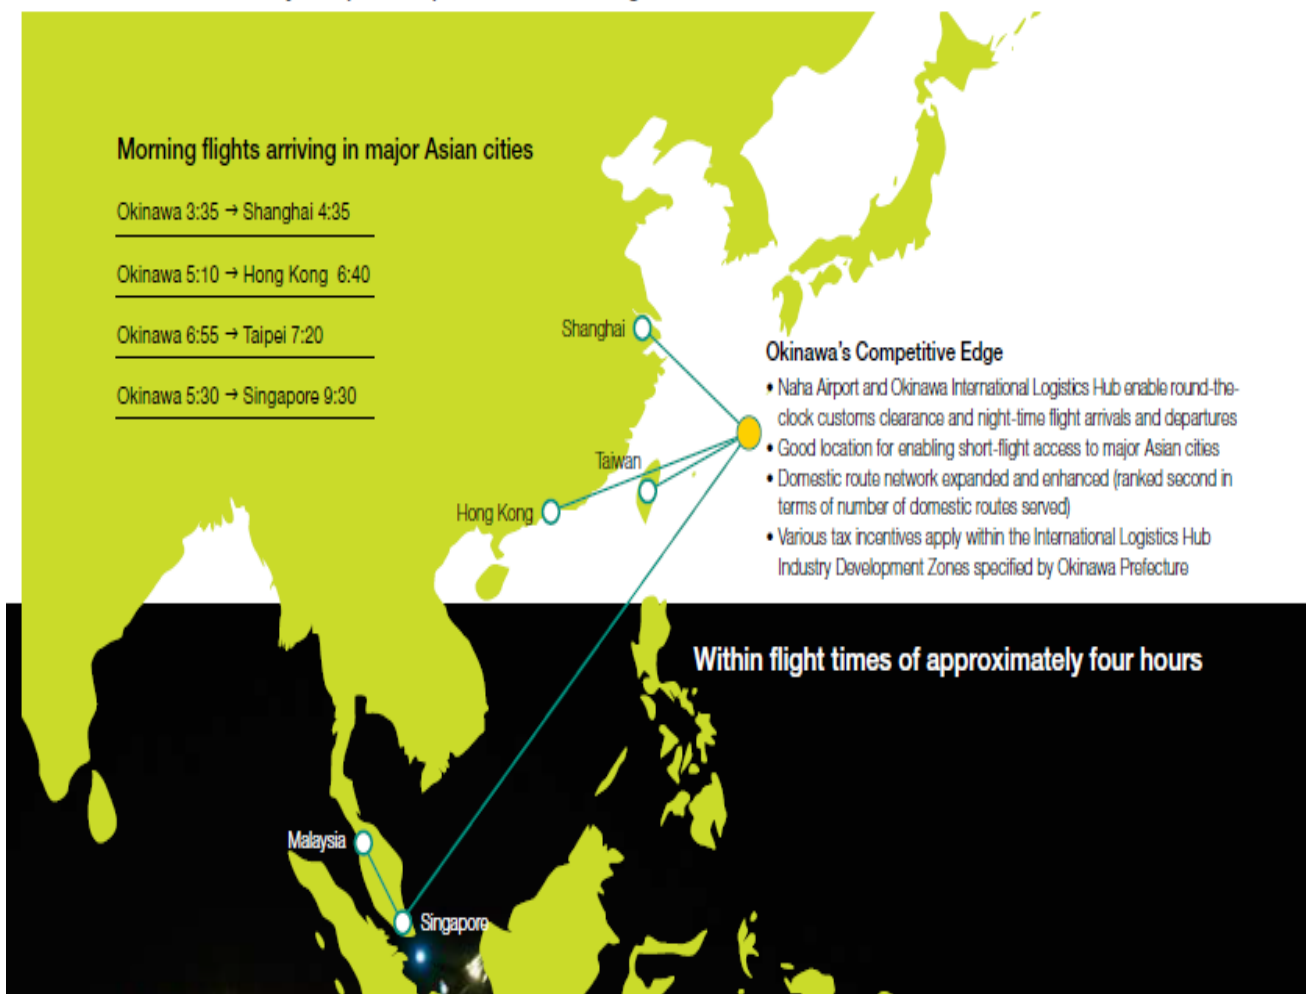 Morning flights arriving in major Asian cities
Okinawa 3:35 → Shanghai 4:35
Okinawa 5:10 → Hong Kong 6:40
Okinawa 6:55 → Taipei 7:20
Okinawa 5:30 → Singapore 9:30
Shanghai
Taiwan
Hong Kong
Okinawa's Competitive Edge
• Naha Airport and Okinawa International Logistics Hub enable round-the-
clock customs clearance and night-time flight arrivals and departures
• Good location for enabling short-flight access to major Asian cities
• Domestic route network expanded and enhanced (ranked second in
terms of number of domestic routes served)
• Various tax incentives apply within the International Logistics Hub
Industry Development Zones specified by Okinawa Prefecture
Within flight times of approximately four hours
Malaysia
Singapore